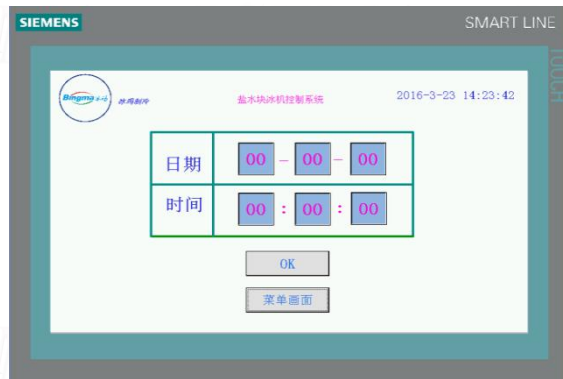 SIEMENS
SMART LINE
TOUCH
Bingma
冰玛制冷
盐水块冰机控制系统
2016-3-23 14:23:42
日期
00 - 00 - 00
时间
00 : 00 : 00
OK
菜单画面